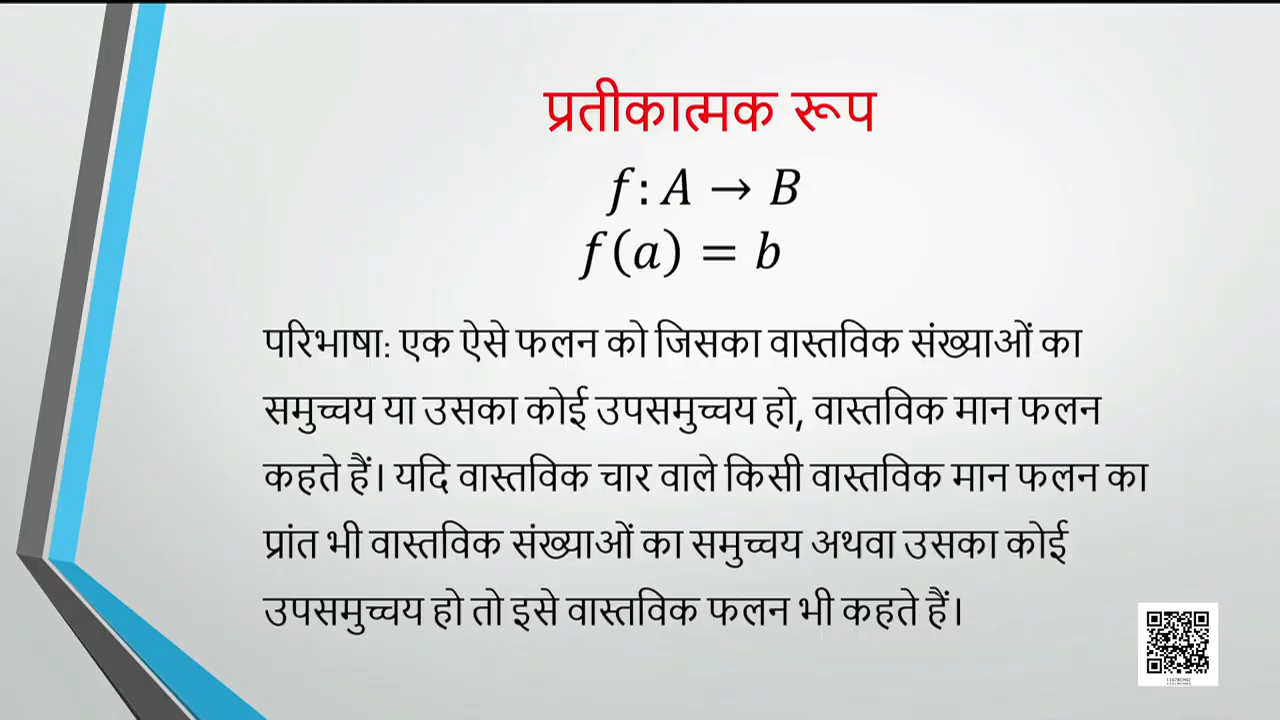 प्रतीकात्मक रूप
f: A → B
f(a) = b
परिभाषा: एक ऐसे फलन को जिसका वास्तविक संख्याओं का
समुच्चय या उसका कोई उपसमुच्चय हो, वास्तविक मान फलन
कहते हैं। यदि वास्तविक चार वाले किसी वास्तविक मान फलन का
प्रांत भी वास्तविक संख्याओं का समुच्चय अथवा उसका कोई
उपसमुच्चय हो तो इसे वास्तविक फलन भी कहते हैं।